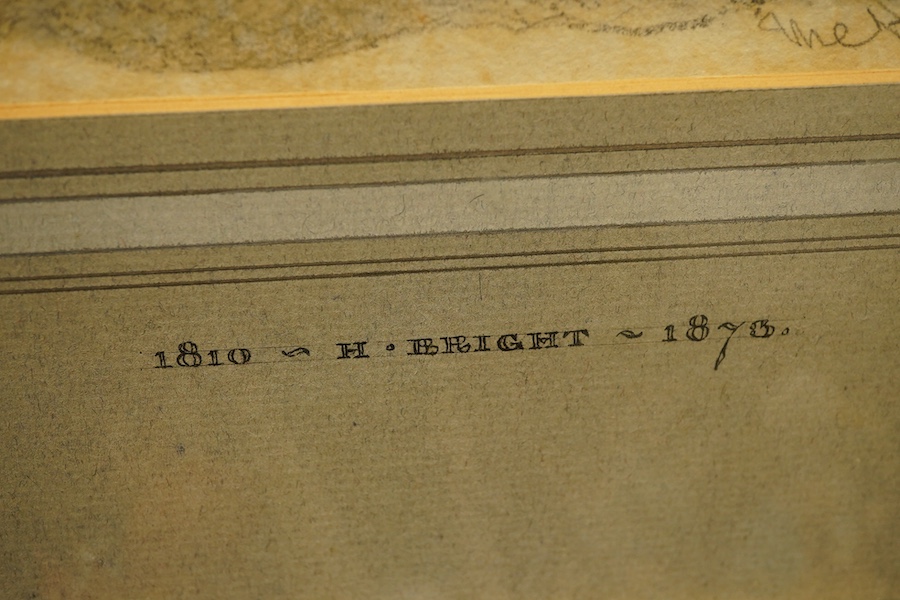 1810 ~ H · BRIGHT ~ 1873.